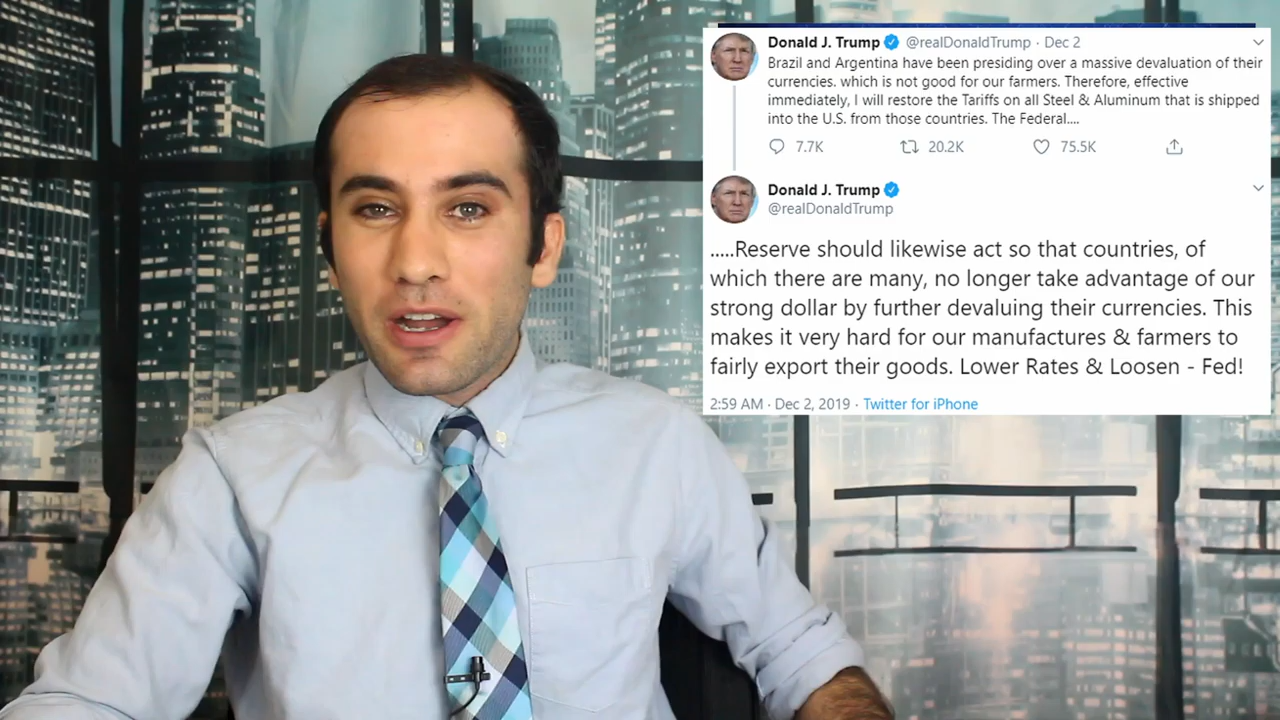 Donald J. Trump @realDonaldTrump · Dec 2
Brazil and Argentina have been presiding over a massive devaluation of their
currencies. which is not good for our farmers. Therefore, effective
immediately, I will restore the Tariffs on all Steel & Aluminum that is shipped
into the U.S. from those countries. The Federal....
7.7K 20.2K 75.5K
Donald J. Trump
@realDonaldTrump
.....Reserve should likewise act so that countries, of
which there are many, no longer take advantage of our
strong dollar by further devaluing their currencies. This
makes it very hard for our manufactures & farmers to
fairly export their goods. Lower Rates & Loosen - Fed!
2:59 AM · Dec 2, 2019 · Twitter for iPhone